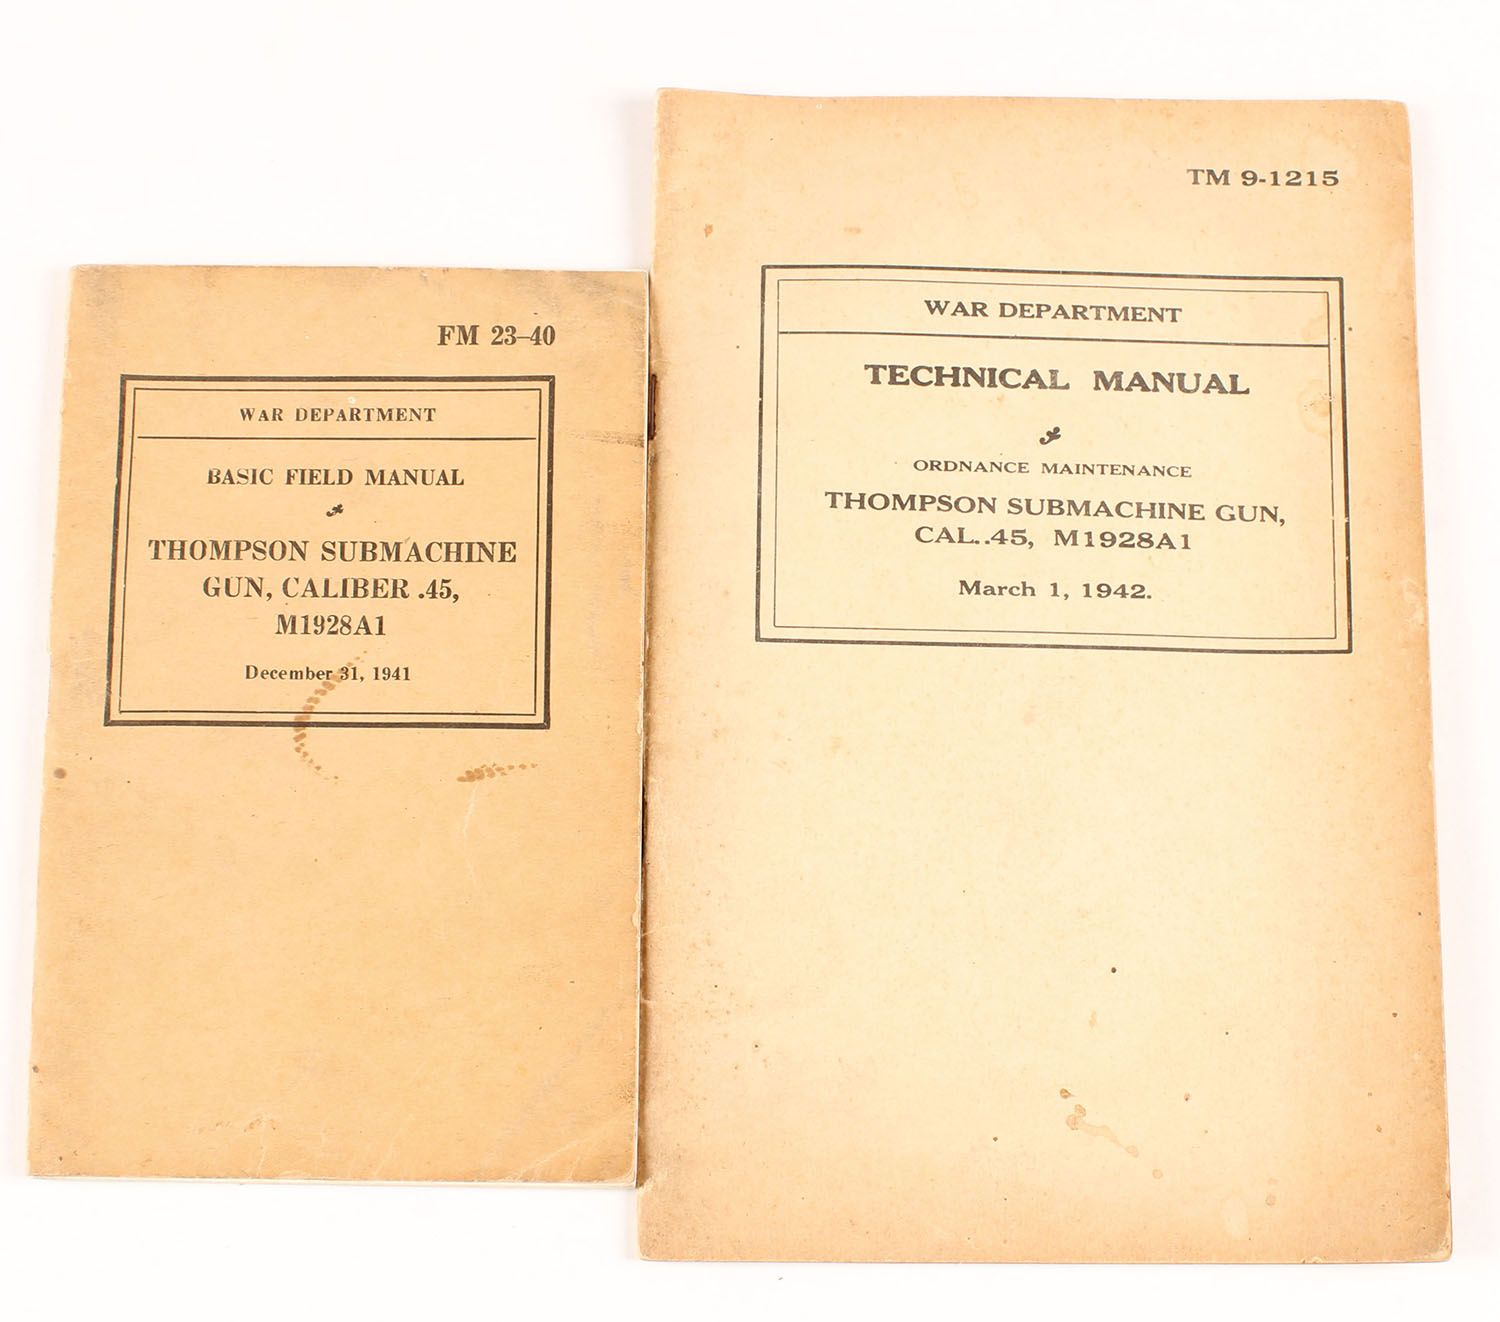 FM 23–40
WAR DEPARTMENT
BASIC FIELD MANUAL
THOMPSON SUBMACHINE
GUN, CALIBER .45,
M1928A1
December 31, 1941
TM 9-1215
WAR DEPARTMENT
TECHNICAL MANUAL
ORDNANCE MAINTENANCE
THOMPSON SUBMACHINE GUN,
CAL..45, M1928A1
March 1, 1942.